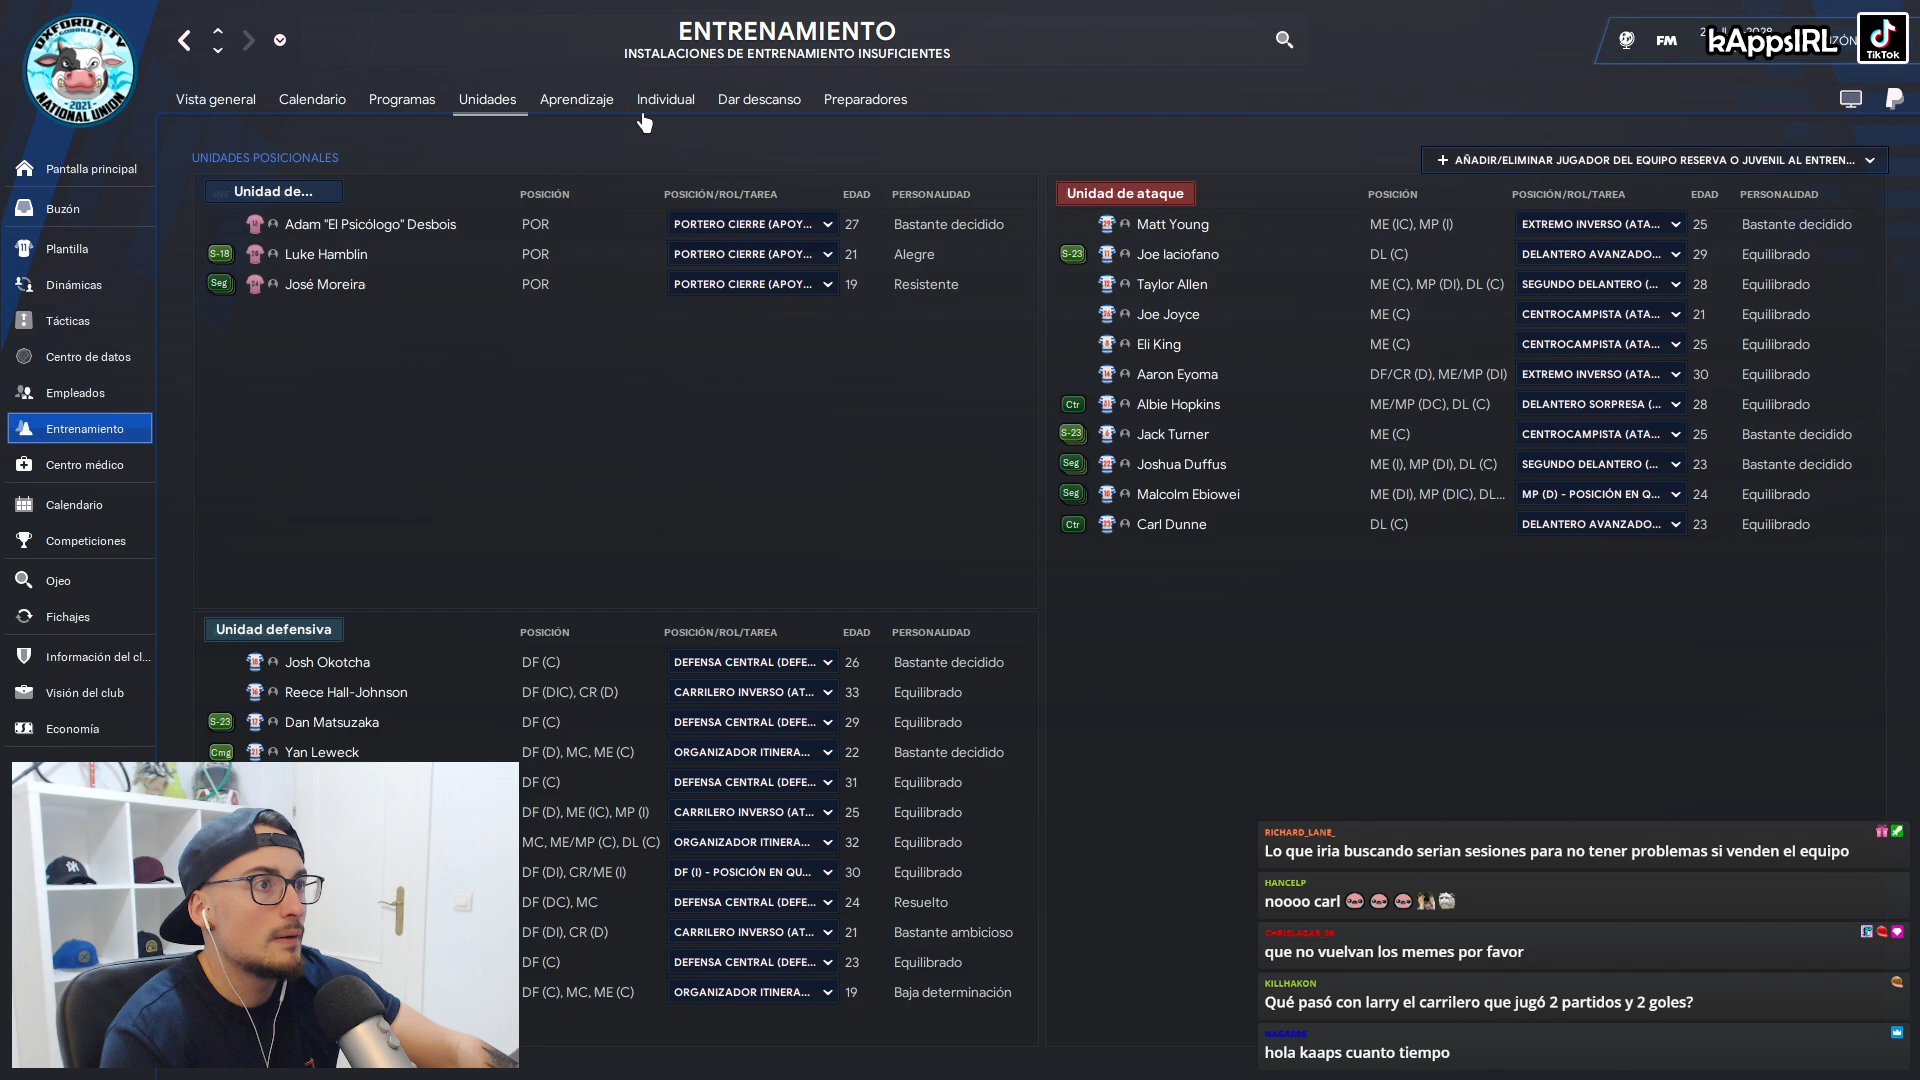 OXFORD CITY
GORRILLAS
2021
NATIONAL UNION
ENTRENAMIENTO
INSTALACIONES DE ENTRENAMIENTO INSUFICIENTES
FM
kAppsIRL
TikTok
Vista general
Calendario
Programas
Unidades
Aprendizaje
Individual
Dar descanso
Preparadores
Pantalla principal
Buzón
Plantilla
Dinámicas
Tácticas
Centro de datos
Empleados
Entrenamiento
Centro médico
Calendario
Competiciones
Ojeo
Fichajes
Información del cl...
Visión del club
Economía
UNIDADES POSICIONALES
AÑADIR/ELIMINAR JUGADOR DEL EQUIPO RESERVA O JUVENIL AL ENTREN...
Unidad de... POSICIÓN POSICIÓN/ROL/TAREA EDAD PERSONALIDAD
Adam "El Psicólogo" Desbois POR PORTERO CIERRE (APOY... 27 Bastante decidido
S-18 Luke Hamblin POR PORTERO CIERRE (APOY... 21 Alegre
Seg José Moreira POR PORTERO CIERRE (APOY... 19 Resistente
Unidad de ataque POSICIÓN POSICIÓN/ROL/TAREA EDAD PERSONALIDAD
Matt Young ME (IC), MP (I) EXTREMO INVERSO (ATA... 25 Bastante decidido
S-23 Joe Iaciofano DL (C) DELANTERO AVANZADO... 29 Equilibrado
Taylor Allen ME (C), MP (DI), DL (C) SEGUNDO DELANTERO (... 28 Equilibrado
Joe Joyce ME (C) CENTROCAMPISTA (ATA... 21 Equilibrado
Eli King ME (C) CENTROCAMPISTA (ATA... 25 Equilibrado
Aaron Eyoma DF/CR (D), ME/MP (DI) EXTREMO INVERSO (ATA... 30 Equilibrado
Ctr Albie Hopkins ME/MP (DC), DL (C) DELANTERO SORPRESA (... 28 Equilibrado
S-23 Jack Turner ME (C) CENTROCAMPISTA (ATA... 25 Bastante decidido
Seg Joshua Duffus ME (I), MP (DI), DL (C) SEGUNDO DELANTERO (... 23 Bastante decidido
Seg Malcolm Ebiowei ME (DI), MP (DIC), DL... MP (D) - POSICIÓN EN Q... 24 Equilibrado
Ctr Carl Dunne DL (C) DELANTERO AVANZADO... 23 Equilibrado
Unidad defensiva POSICIÓN POSICIÓN/ROL/TAREA EDAD PERSONALIDAD
Josh Okotcha DF (C) DEFENSA CENTRAL (DEFE... 26 Bastante decidido
Reece Hall-Johnson DF (DIC), CR (D) CARRILERO INVERSO (AT... 33 Equilibrado
S-23 Dan Matsuzaka DF (C) DEFENSA CENTRAL (DEFE... 29 Equilibrado
Cmg Yan Leweck DF (D), MC, ME (C) ORGANIZADOR ITINERA... 22 Bastante decidido
DF (C) DEFENSA CENTRAL (DEFE... 31 Equilibrado
DF (D), ME (IC), MP (I) CARRILERO INVERSO (AT... 25 Equilibrado
MC, ME/MP (C), DL (C) ORGANIZADOR ITINERA... 32 Equilibrado
DF (DI), CR/ME (I) DF (I) - POSICIÓN EN QU... 30 Equilibrado
DF (DC), MC DEFENSA CENTRAL (DEFE... 24 Resuelto
DF (DI), CR (D) CARRILERO INVERSO (AT... 21 Bastante ambicioso
DF (C) DEFENSA CENTRAL (DEFE... 23 Equilibrado
DF (C), MC, ME (C) ORGANIZADOR ITINERA... 19 Baja determinación
RICHARD_LANE_
Lo que iria buscando serian sesiones para no tener problemas si venden el equipo
HANCELP
noooo carl
que no vuelvan los memes por favor
KILLHAKON
Qué pasó con larry el carrilero que jugó 2 partidos y 2 goles?
NAGARDE
hola kaaps cuanto tiempo